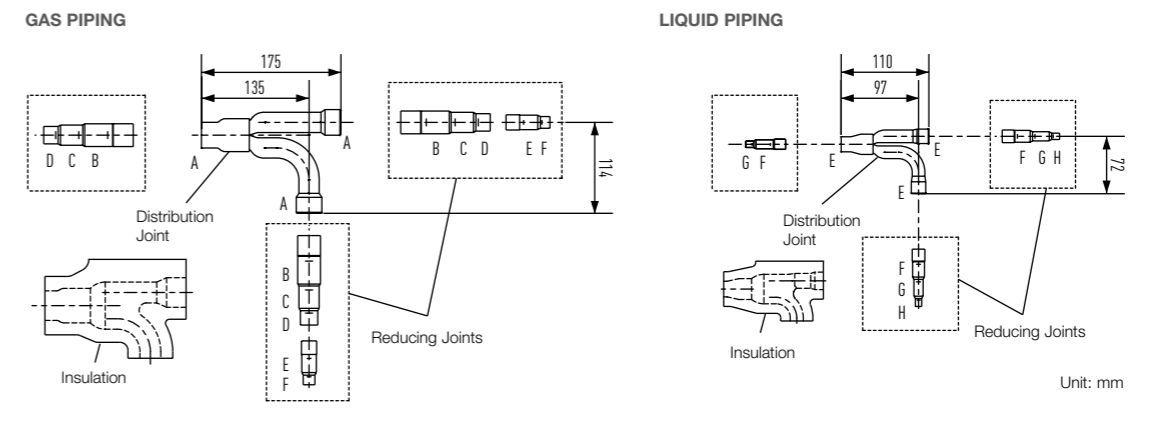 GAS PIPING
175
135
D C B
A
A
A
B C D
E F
114
Distribution
Joint
B
C
D
E
F
Reducing Joints
Insulation
LIQUID PIPING
110
97
G F
E
E
E
F G H
72
Distribution
Joint
F
G
H
Reducing Joints
Insulation
Unit: mm